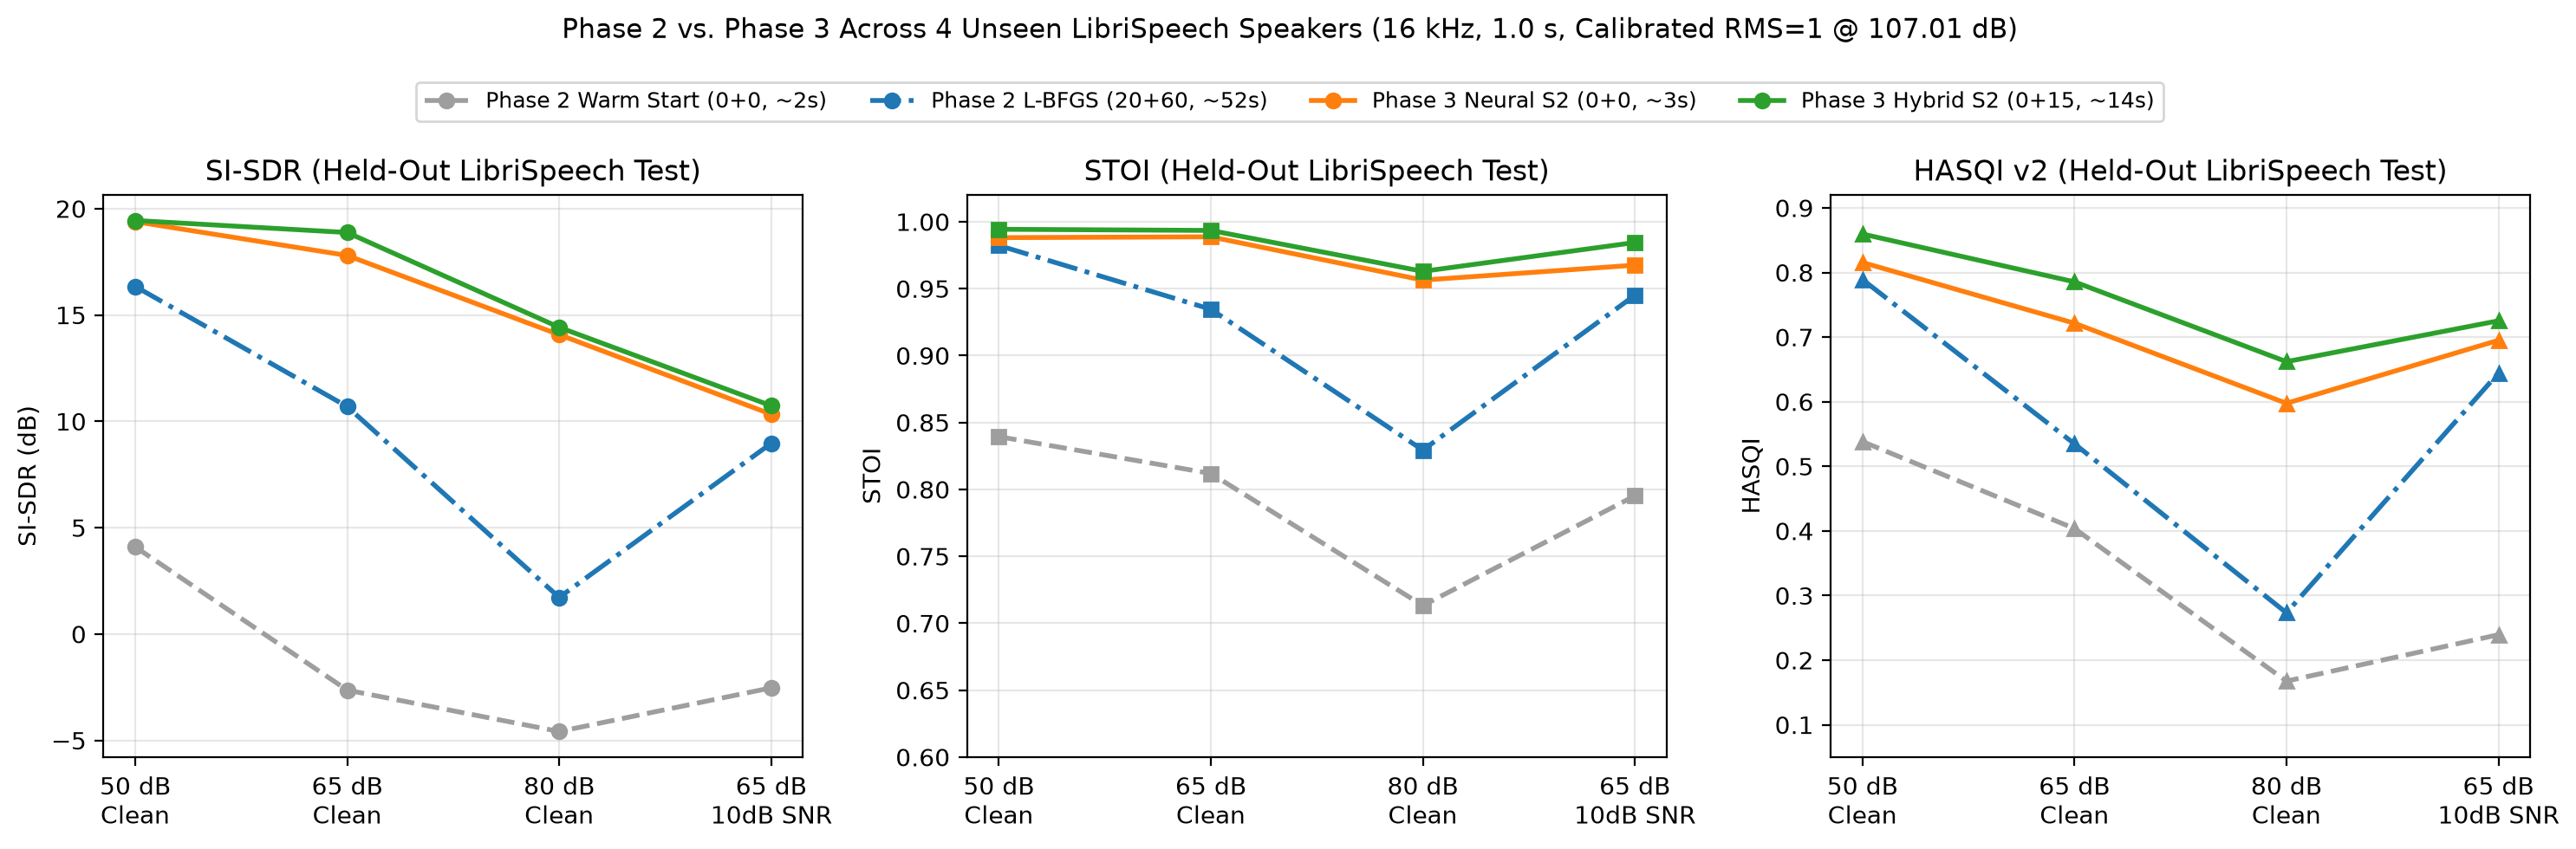 Phase 2 vs. Phase 3 Across 4 Unseen LibriSpeech Speakers (16 kHz, 1.0 s, Calibrated RMS=1 @ 107.01 dB)
Phase 2 Warm Start (0+0, ~2s)
Phase 2 L-BFGS (20+60, ~52s)
Phase 3 Neural S2 (0+0, ~3s)
Phase 3 Hybrid S2 (0+15, ~14s)
SI-SDR (Held-Out LibriSpeech Test)
SI-SDR (dB)
20
15
10
5
0
−5
50 dB
Clean
65 dB
Clean
80 dB
Clean
65 dB
10dB SNR
STOI (Held-Out LibriSpeech Test)
STOI
1.00
0.95
0.90
0.85
0.80
0.75
0.70
0.65
0.60
50 dB
Clean
65 dB
Clean
80 dB
Clean
65 dB
10dB SNR
HASQI v2 (Held-Out LibriSpeech Test)
HASQI
0.9
0.8
0.7
0.6
0.5
0.4
0.3
0.2
0.1
50 dB
Clean
65 dB
Clean
80 dB
Clean
65 dB
10dB SNR